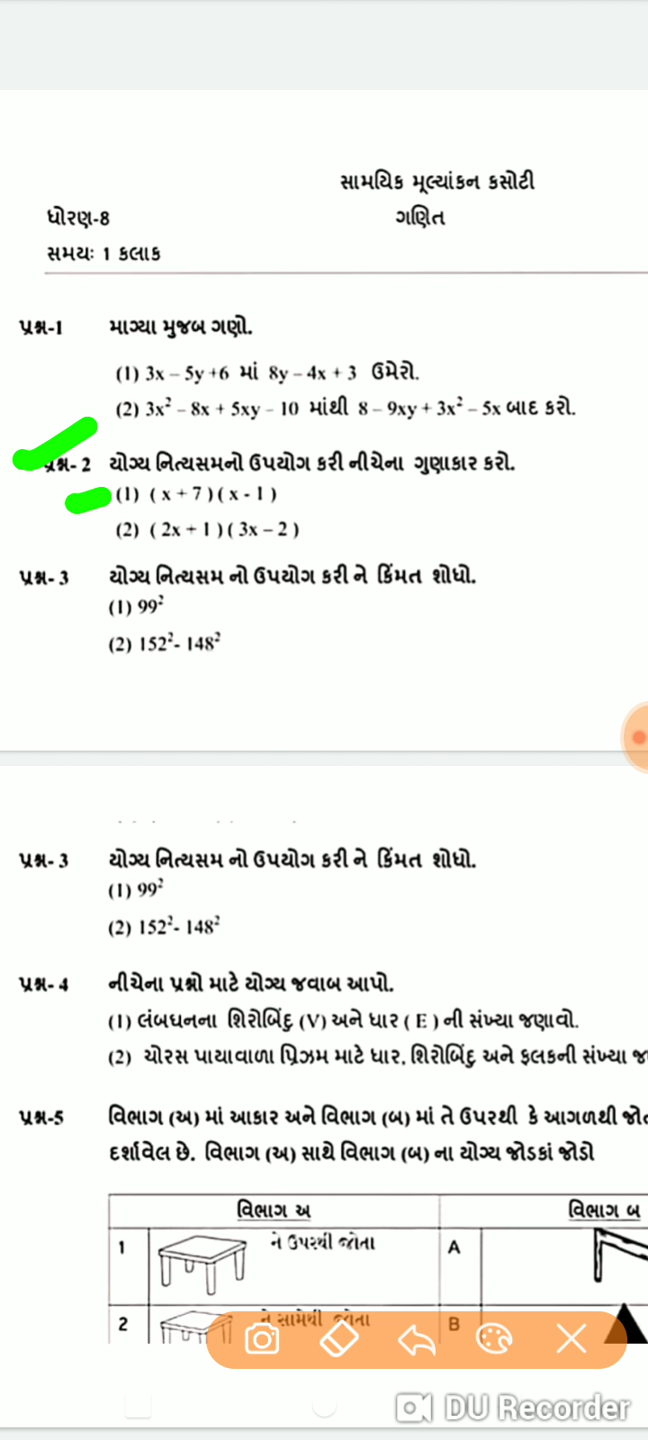 સામયિક મૂલ્યાંકન કસોટી
ધોરણ-8 ગણિત
સમયઃ 1 કલાક
પ્રશ્ન-1 માગ્યા મુજબ ગણો.
(1) 3x – 5y +6 માં 8y – 4x + 3 ઉમેરો.
(2) 3x² – 8x + 5xy – 10 માંથી 8 – 9xy + 3x² – 5x બાદ કરો.
પ્રશ્ન- 2 યોગ્ય નિત્યસમનો ઉપયોગ કરી નીચેના ગુણાકાર કરો.
(1) ( x + 7 ) ( x - 1 )
(2) ( 2x + 1 ) ( 3x – 2 )
પ્રશ્ન- 3 યોગ્ય નિત્યસમ નો ઉપયોગ કરી ને કિંમત શોધો.
(1) 99²
(2) 152²- 148²
પ્રશ્ન- 3 યોગ્ય નિત્યસમ નો ઉપયોગ કરી ને કિંમત શોધો.
(1) 99²
(2) 152²- 148²
પ્રશ્ન- 4 નીચેના પ્રશ્નો માટે યોગ્ય જવાબ આપો.
(1) લંબઘનના શિરોબિંદુ (V) અને ધાર ( E ) ની સંખ્યા જણાવો.
(2) ચોરસ પાયાવાળા પ્રિઝમ માટે ધાર, શિરોબિંદુ અને ફલકની સંખ્યા
પ્રશ્ન-5 વિભાગ (અ) માં આકાર અને વિભાગ (બ) માં તે ઉપરથી કે આગળથી
દર્શાવેલ છે. વિભાગ (અ) સાથે વિભાગ (બ) ના યોગ્ય જોડકાં જોડો
વિભાગ અ વિભાગ બ
1 ને ઉપરથી જોતા A
2 ને સામેથી જોતા B
DU Recorder